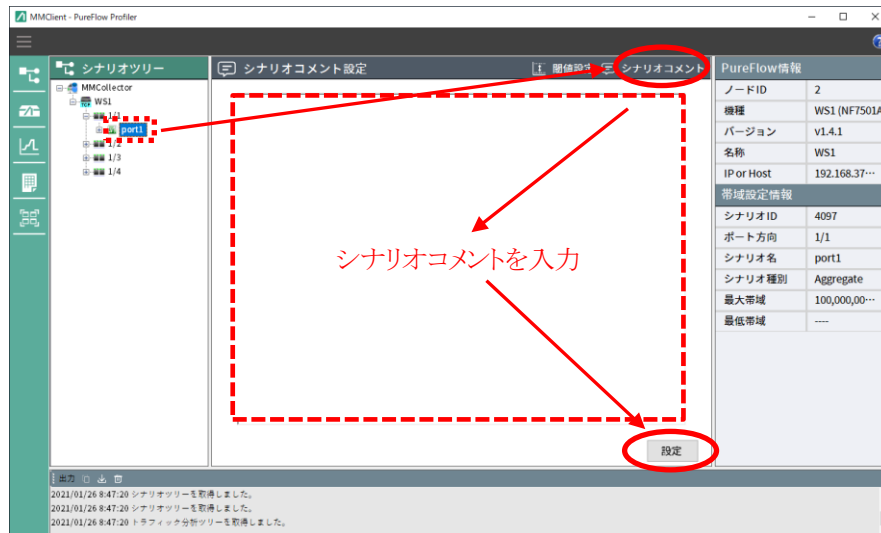 MMClient - PureFlow Profiler
シナリオツリー
MMCollector
WS1
1/1
port1
1/2
1/3
1/4
シナリオコメント設定
閾値設定
シナリオコメント
シナリオコメントを入力
設定
PureFlow情報
ノードID 2
機種 WS1 (NF7501A
バージョン v1.4.1
名称 WS1
IP or Host 192.168.37…
帯域設定情報
シナリオID 4097
ポート方向 1/1
シナリオ名 port1
シナリオ種別 Aggregate
最大帯域 100,000,00…
最低帯域 ----
出力
2021/01/26 8:47:20 シナリオツリーを取得しました。
2021/01/26 8:47:20 シナリオツリーを取得しました。
2021/01/26 8:47:20 トラフィック分析ツリーを取得しました。